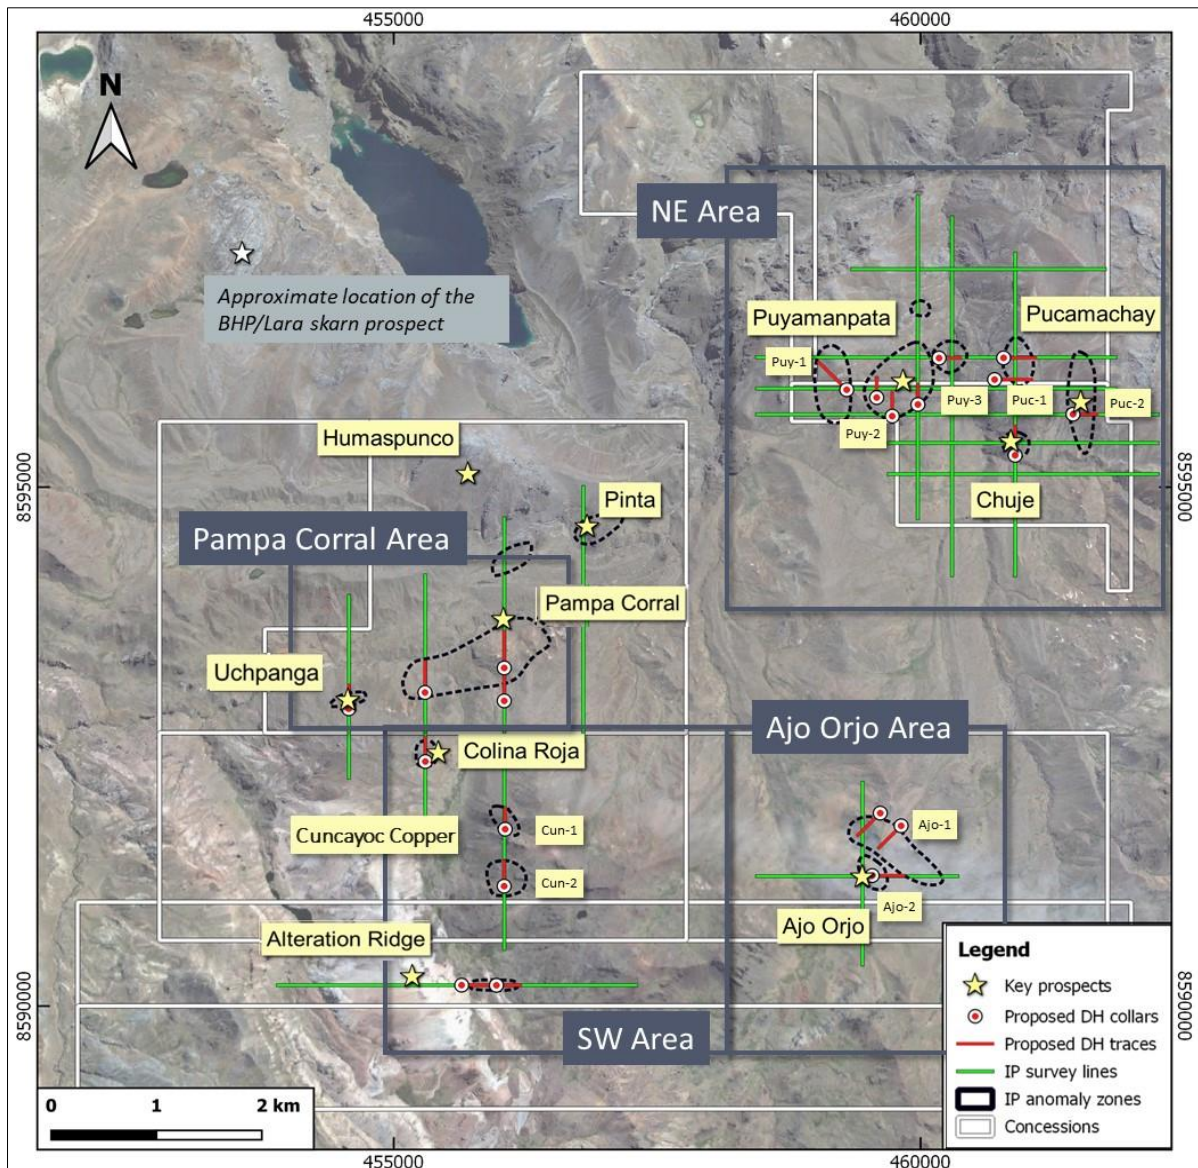 455000
460000
N
NE Area
Approximate location of the
BHP/Lara skarn prospect
Puyamanpata
Pucamachay
Puy-1
Puy-3
Puc-1
Puc-2
Puy-2
Humaspunco
8595000
8595000
Pinta
Chuje
Pampa Corral Area
Pampa Corral
Uchpanga
Ajo Orjo Area
Colina Roja
Cuncayoc Copper
Cun-1
Ajo-1
Cun-2
Ajo-2
Ajo Orjo
Alteration Ridge
8590000
8590000
SW Area
Legend
Key prospects
Proposed DH collars
Proposed DH traces
IP survey lines
IP anomaly zones
Concessions
0 1 2 km
455000
460000